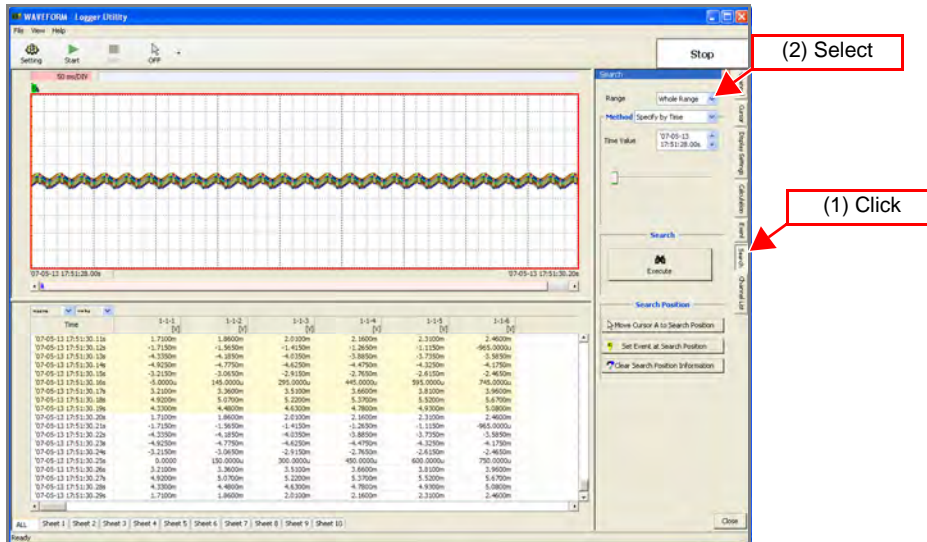 WAVEFORM - Logger Utility
File View Help
Setting Start OFF
Stop
(2) Select
50 ms/DIV
Search
Range Whole Range
Method Specify by Time
Time Value '07-05-13
17:51:28.00s
Cursor
Display Settings
Calculation
Event
Search
Channel List
(1) Click
Search
Execute
'07-05-13 17:51:28.00s '07-05-13 17:51:30.20s
Search Position
Move Cursor A to Search Position
Set Event at Search Position
Clear Search Position Information
Time 1-1-1 1-1-2 1-1-3 1-1-4 1-1-5 1-1-6
[V] [V] [V] [V] [V] [V]
'07-05-13 17:51:30.11s 1.7100m 1.8600m 2.0100m 2.1600m 2.3100m 2.4600m
'07-05-13 17:51:30.12s -1.7150m -1.5650m -1.4150m -1.2650m -1.1150m -965.0000u
'07-05-13 17:51:30.13s -4.3350m -4.1850m -4.0350m -3.8850m -3.7350m -3.5850m
'07-05-13 17:51:30.14s -4.9250m -4.7750m -4.6250m -4.4750m -4.3250m -4.1750m
'07-05-13 17:51:30.15s -3.2150m -3.0650m -2.9150m -2.7650m -2.6150m -2.4650m
'07-05-13 17:51:30.16s -5.0000u 145.0000u 295.0000u 445.0000u 595.0000u 745.0000u
'07-05-13 17:51:30.17s 3.2100m 3.3600m 3.5100m 3.6600m 3.8100m 3.9600m
'07-05-13 17:51:30.18s 4.9200m 5.0700m 5.2200m 5.3700m 5.5200m 5.6700m
'07-05-13 17:51:30.19s 4.3300m 4.4800m 4.6300m 4.7800m 4.9300m 5.0800m
'07-05-13 17:51:30.20s 1.7100m 1.8600m 2.0100m 2.1600m 2.3100m 2.4600m
'07-05-13 17:51:30.21s -1.7150m -1.5650m -1.4150m -1.2650m -1.1150m -965.0000u
'07-05-13 17:51:30.22s -4.3350m -4.1850m -4.0350m -3.8850m -3.7350m -3.5850m
'07-05-13 17:51:30.23s -4.9250m -4.7750m -4.6250m -4.4750m -4.3250m -4.1750m
'07-05-13 17:51:30.24s -3.2150m -3.0650m -2.9150m -2.7650m -2.6150m -2.4650m
'07-05-13 17:51:30.25s 0.0000 150.0000u 300.0000u 450.0000u 600.0000u 750.0000u
'07-05-13 17:51:30.26s 3.2100m 3.3600m 3.5100m 3.6600m 3.8100m 3.9600m
'07-05-13 17:51:30.27s 4.9200m 5.0700m 5.2200m 5.3700m 5.5200m 5.6700m
'07-05-13 17:51:30.28s 4.3300m 4.4800m 4.6300m 4.7800m 4.9300m 5.0800m
'07-05-13 17:51:30.29s 1.7100m 1.8600m 2.0100m 2.1600m 2.3100m 2.4600m
ALL Sheet 1 Sheet 2 Sheet 3 Sheet 4 Sheet 5 Sheet 6 Sheet 7 Sheet 8 Sheet 9 Sheet 10
Close
Ready